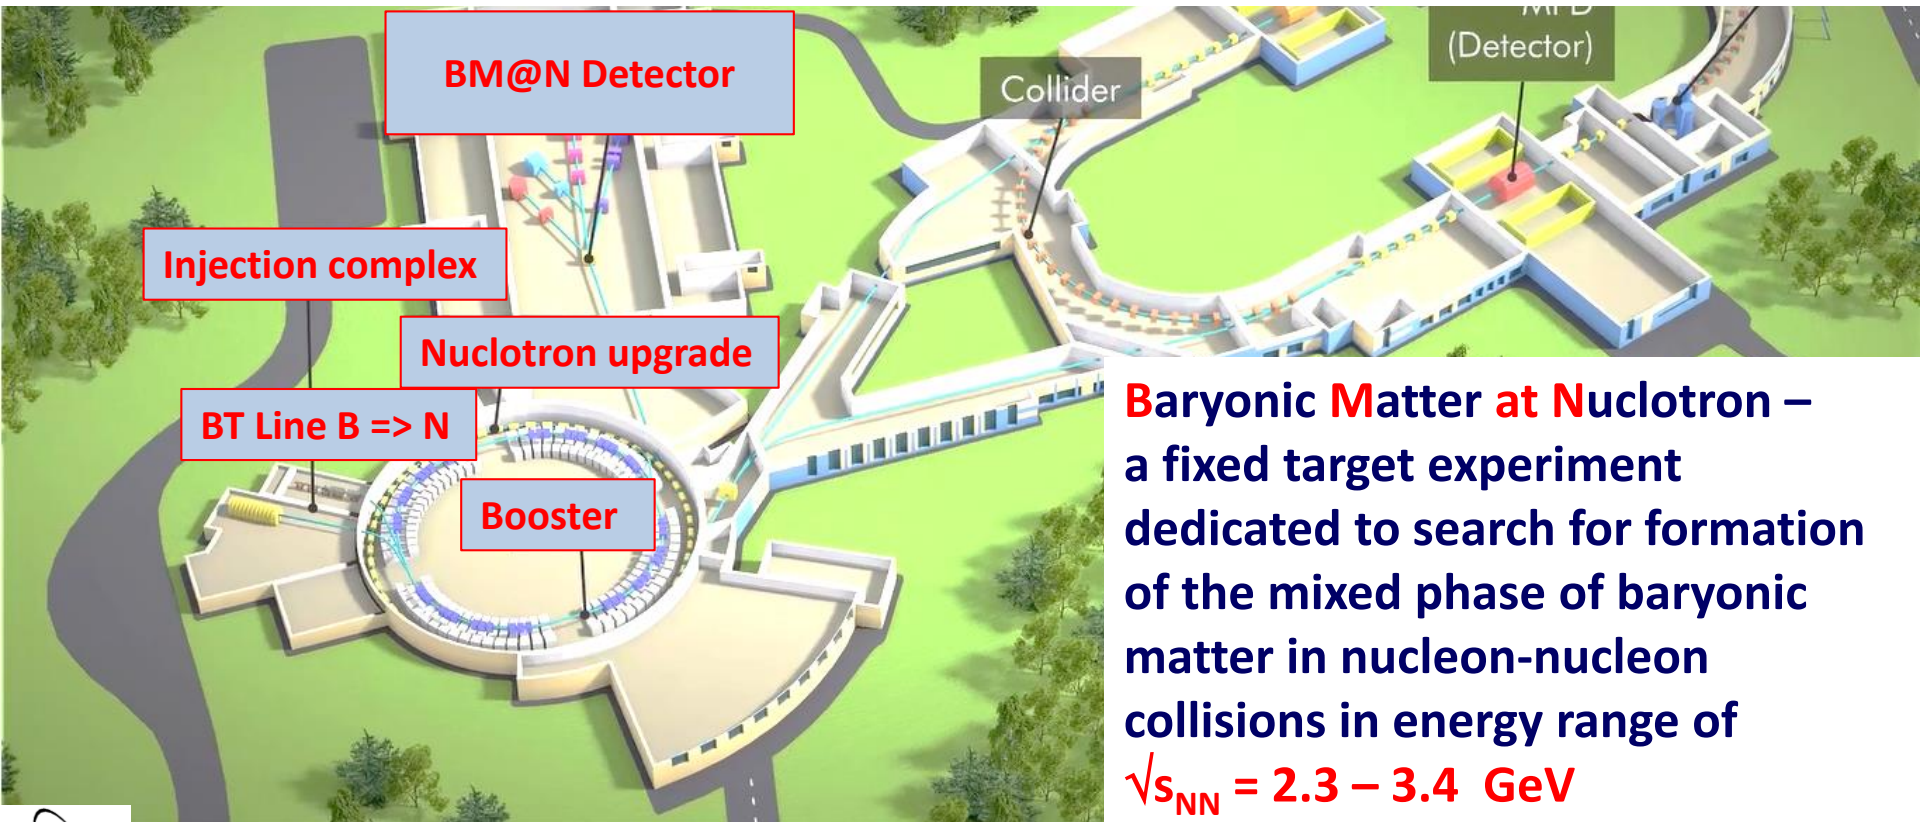 BM@N Detector
MPD
(Detector)
Collider
Injection complex
Nuclotron upgrade
BT Line B => N
Booster
Baryonic Matter at Nuclotron –
a fixed target experiment
dedicated to search for formation
of the mixed phase of baryonic
matter in nucleon-nucleon
collisions in energy range of
√sNN = 2.3 – 3.4 GeV